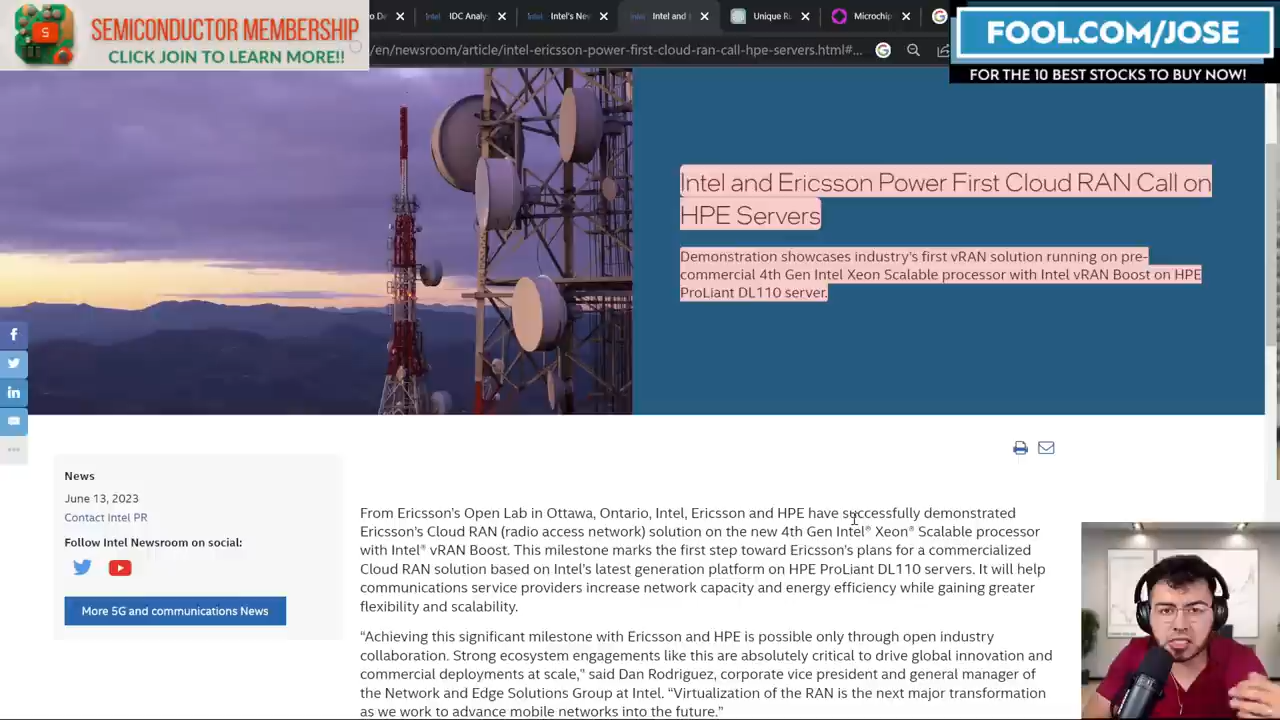 SEMICONDUCTOR MEMBERSHIP
CLICK JOIN TO LEARN MORE!!
intel
IDC Analy
intel
Intel's Nev
intel
Intel and
Unique R
Microchip
FOOL.COM/JOSE
FOR THE 10 BEST STOCKS TO BUY NOW!
/en/newsroom/article/intel-ericsson-power-first-cloud-ran-call-hpe-servers.html#...
Intel and Ericsson Power First Cloud RAN Call on
HPE Servers
Demonstration showcases industry's first vRAN solution running on pre-
commercial 4th Gen Intel Xeon Scalable processor with Intel vRAN Boost on HPE
ProLiant DL110 server.
News
June 13, 2023
Contact Intel PR
Follow Intel Newsroom on social:
More 5G and communications News
From Ericsson's Open Lab in Ottawa, Ontario, Intel, Ericsson and HPE have successfully demonstrated
Ericsson's Cloud RAN (radio access network) solution on the new 4th Gen Intel® Xeon® Scalable processor
with Intel® vRAN Boost. This milestone marks the first step toward Ericsson's plans for a commercialized
Cloud RAN solution based on Intel's latest generation platform on HPE ProLiant DL110 servers. It will help
communications service providers increase network capacity and energy efficiency while gaining greater
flexibility and scalability.
“Achieving this significant milestone with Ericsson and HPE is possible only through open industry
collaboration. Strong ecosystem engagements like this are absolutely critical to drive global innovation and
commercial deployments at scale,” said Dan Rodriguez, corporate vice president and general manager of
the Network and Edge Solutions Group at Intel. “Virtualization of the RAN is the next major transformation
as we work to advance mobile networks into the future.”